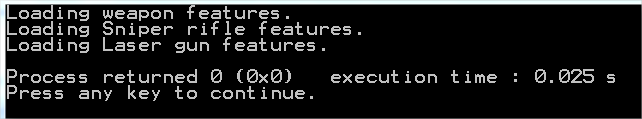 Loading weapon features.
Loading Sniper rifle features.
Loading Laser gun features.
Process returned 0 (0x0)   execution time : 0.025 s
Press any key to continue.